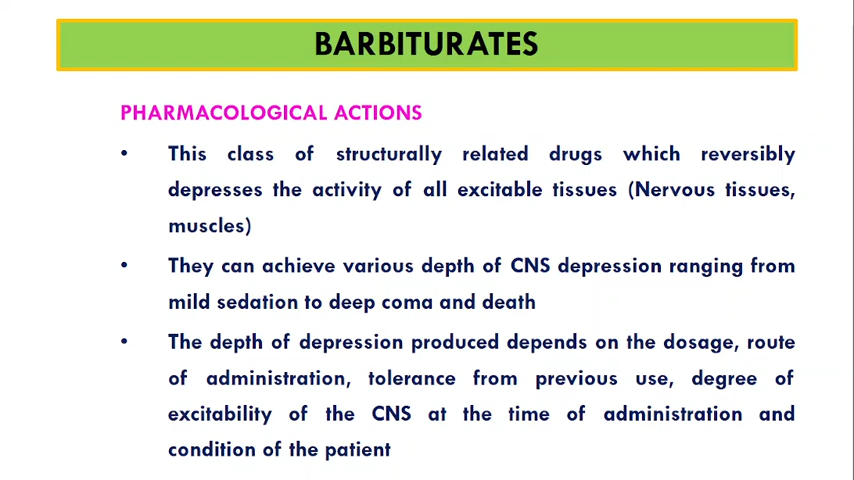 BARBITURATES
PHARMACOLOGICAL ACTIONS
• This class of structurally related drugs which reversibly
depresses the activity of all excitable tissues (Nervous tissues,
muscles)
• They can achieve various depth of CNS depression ranging from
mild sedation to deep coma and death
• The depth of depression produced depends on the dosage, route
of administration, tolerance from previous use, degree of
excitability of the CNS at the time of administration and
condition of the patient